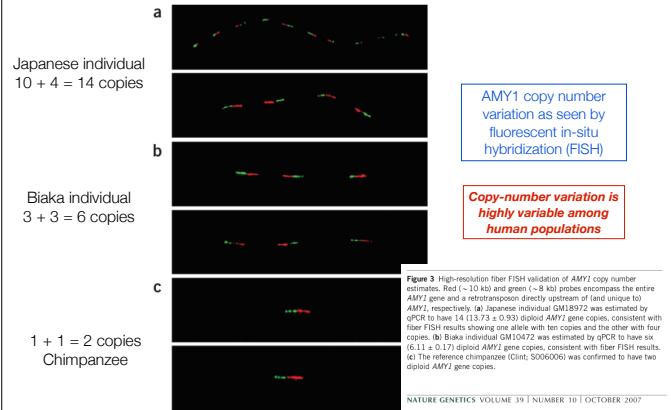 a
Japanese individual
10 + 4 = 14 copies
b
Biaka individual
3 + 3 = 6 copies
c
1 + 1 = 2 copies
Chimpanzee
AMY1 copy number
variation as seen by
fluorescent in-situ
hybridization (FISH)
Copy-number variation is
highly variable among
human populations
Figure 3 High-resolution fiber FISH validation of AMY1 copy number
estimates. Red (~10 kb) and green (~8 kb) probes encompass the entire
AMY1 gene and a retrotransposon directly upstream of (and unique to)
AMY1, respectively. (a) Japanese individual GM18972 was estimated by
qPCR to have 14 (13.73 ± 0.93) diploid AMY1 gene copies, consistent with
fiber FISH results showing one allele with ten copies and the other with four
copies. (b) Biaka individual GM10472 was estimated by qPCR to have six
(6.11 ± 0.17) diploid AMY1 gene copies, consistent with fiber FISH results.
(c) The reference chimpanzee (Clint; S006006) was confirmed to have two
diploid AMY1 gene copies.
NATURE GENETICS VOLUME 39 | NUMBER 10 | OCTOBER 2007